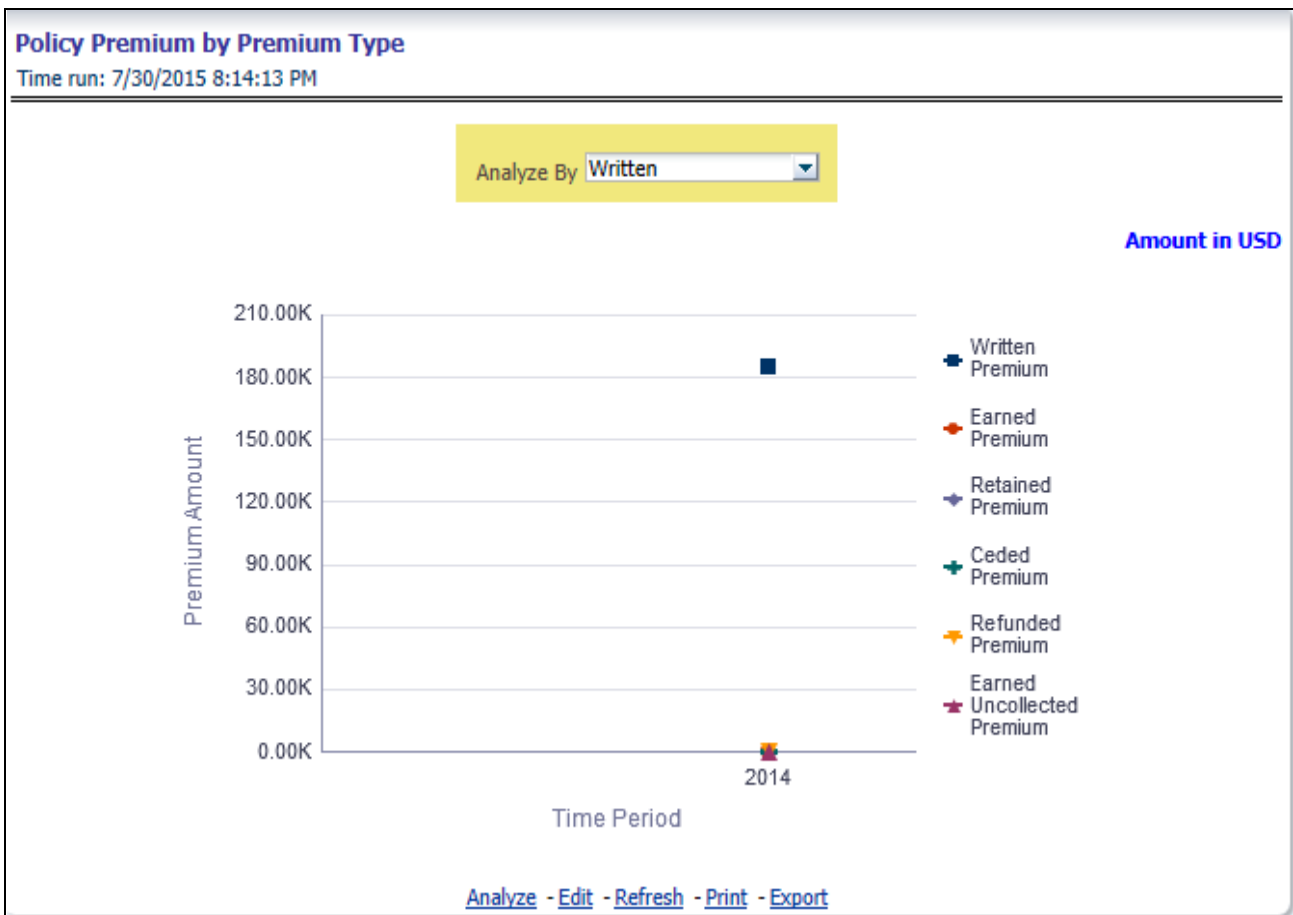 Policy Premium by Premium Type
Time run: 7/30/2015 8:14:13 PM
Analyze By Written
Amount in USD
210.00K
180.00K
150.00K
120.00K
90.00K
60.00K
30.00K
0.00K
Premium Amount
2014
Time Period
Written
Premium
Earned
Premium
Retained
Premium
Ceded
Premium
Refunded
Premium
Earned
Uncollected
Premium
Analyze - Edit - Refresh - Print - Export